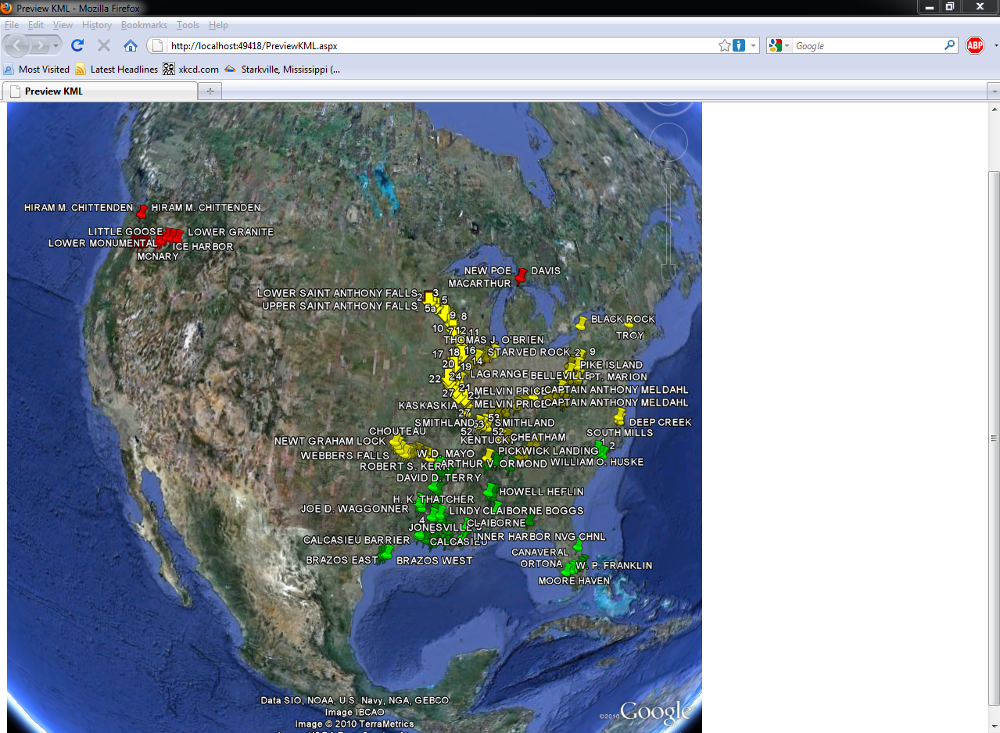 Preview KML - Mozilla Firefox
File Edit View History Bookmarks Tools Help
http://localhost:49418/PreviewKML.aspx
Google
ABP
Most Visited Latest Headlines xkcd.com Starkville, Mississippi (...
Preview KML
HIRAM M. CHITTENDEN HIRAM M. CHITTENDEN
LITTLE GOOSE LOWER GRANITE
LOWER MONUMENTAL ICE HARBOR
MCNARY
NEW POE DAVIS
MACARTHUR
LOWER SAINT ANTHONY FALLS 2 3
UPPER SAINT ANTHONY FALLS 5a 5
9 8
BLACK ROCK
10 7 12 11
TROY
THOMAS J. O'BRIEN
17 18 16 STARVED ROCK 2 9
20 19 14 PIKE ISLAND
22 24 LAGRANGE BELLEVILLE PT. MARION
27 21 MELVIN PRICE CAPTAIN ANTHONY MELDAHL
25
KASKASKIA MELVIN PRICE CAPTAIN ANTHONY MELDAHL
27 53
SMITHLAND 53 SMITHLAND DEEP CREEK
CHOUTEAU 52 52 SOUTH MILLS
NEWT GRAHAM LOCK KENTUCKY CHEATHAM 1 2
WEBBERS FALLS W.D. MAYO PICKWICK LANDING
ROBERT S. KERR ARTHUR V. ORMOND WILLIAM O. HUSKE
DAVID D. TERRY
HOWELL HEFLIN
H. K. THATCHER
JOE D. WAGGONNER LINDY CLAIBORNE BOGGS
4 CLAIBORNE
JONESVILLE
CALCASIEU BARRIER CALCASIEU INNER HARBOR NVG CHNL
CANAVERAL
BRAZOS EAST BRAZOS WEST ORTONA W. P. FRANKLIN
MOORE HAVEN
Data SIO, NOAA, U.S. Navy, NGA, GEBCO
Image IBCAO
©2010 Google
Image © 2010 TerraMetrics